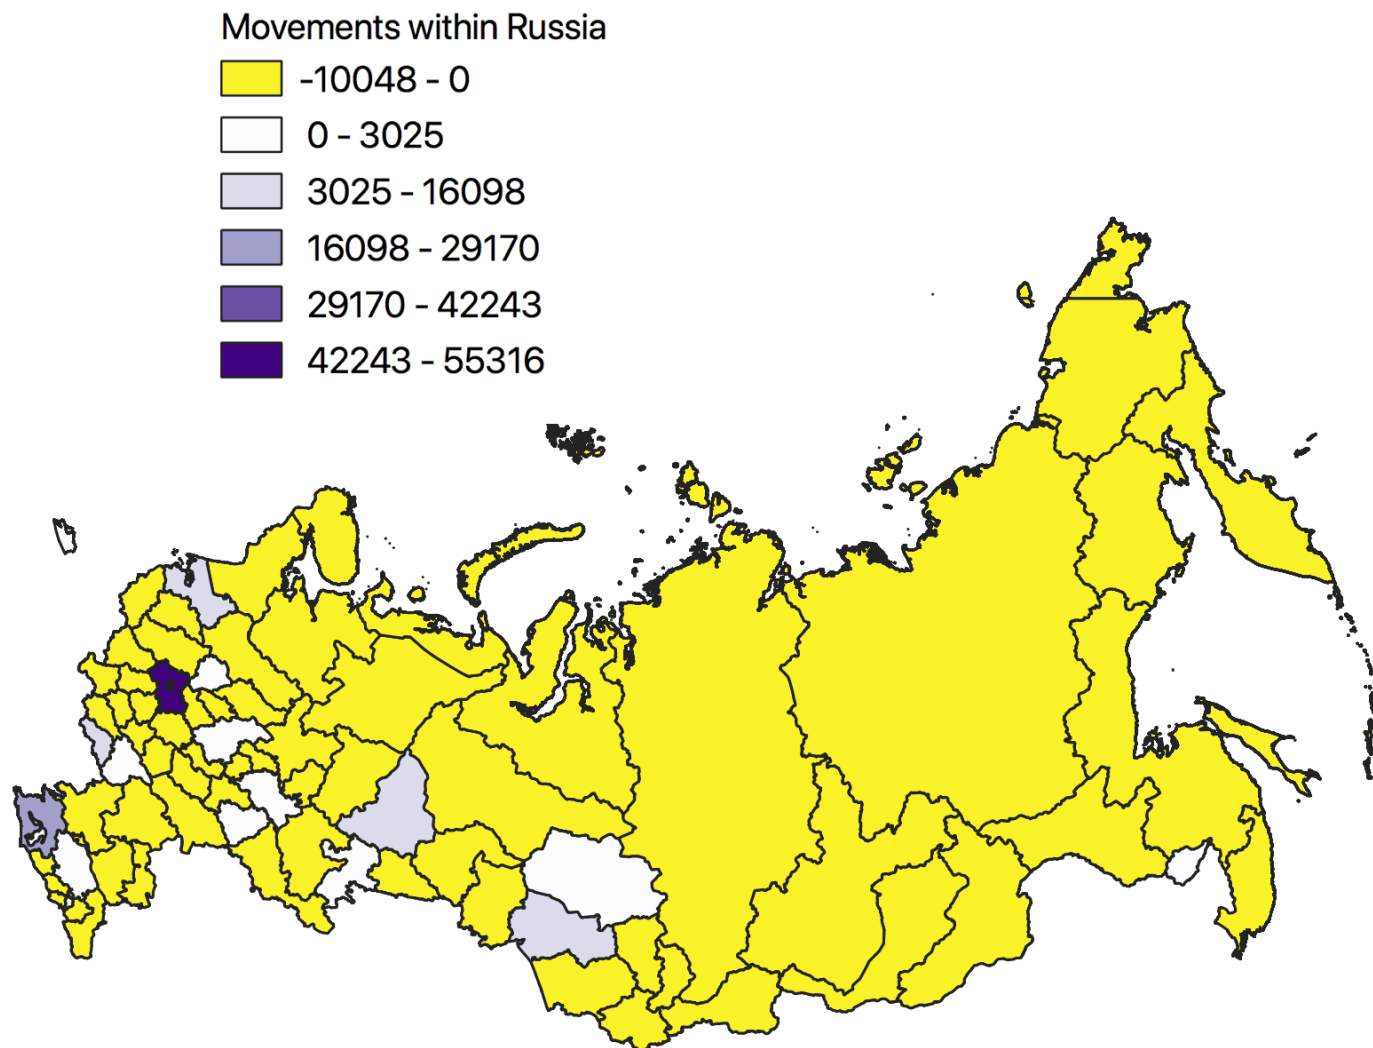 Movements within Russia
-10048 - 0
0 - 3025
3025 - 16098
16098 - 29170
29170 - 42243
42243 - 55316